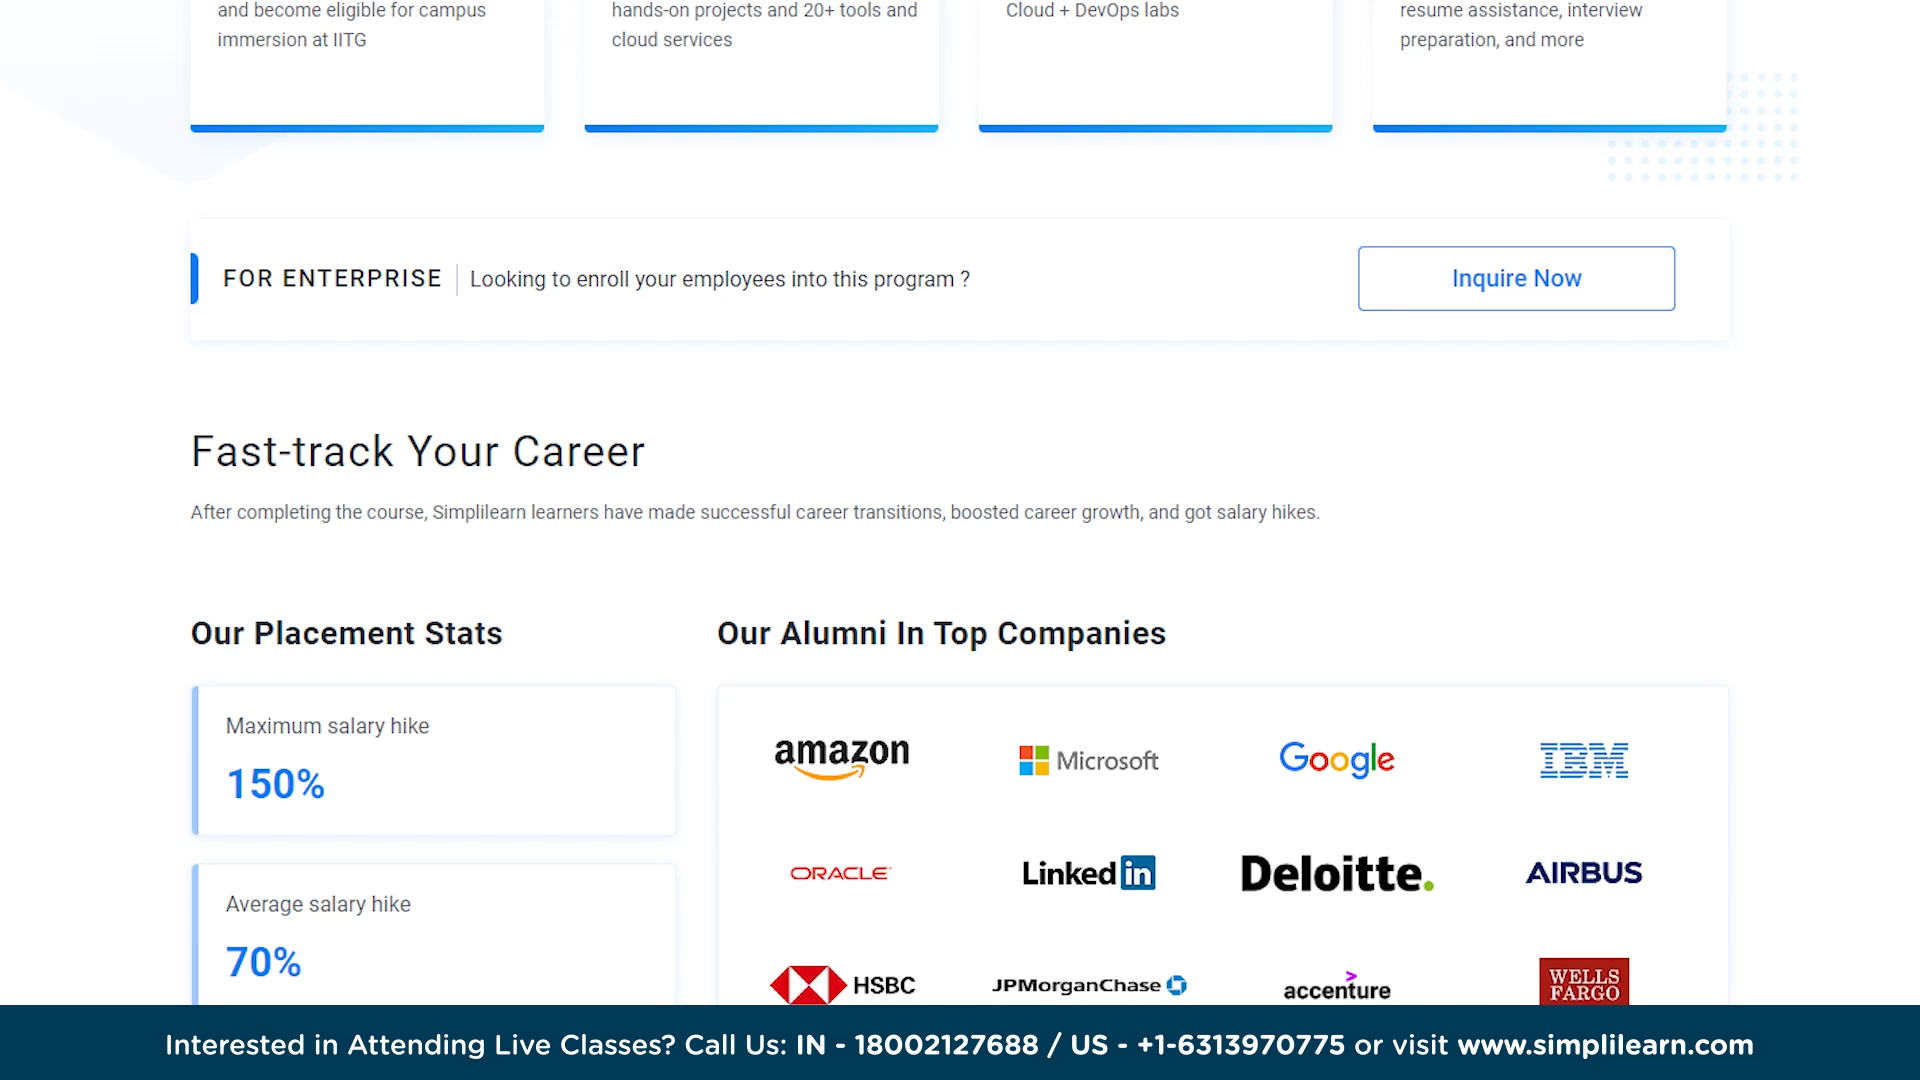 and become eligible for campus
immersion at IITG
hands-on projects and 20+ tools and
cloud services
Cloud + DevOps labs
resume assistance, interview
preparation, and more
FOR ENTERPRISE
Looking to enroll your employees into this program ?
Inquire Now
Fast-track Your Career
After completing the course, Simplilearn learners have made successful career transitions, boosted career growth, and got salary hikes.
Our Placement Stats
Maximum salary hike
150%
Average salary hike
70%
Our Alumni In Top Companies
amazon
Microsoft
Google
IBM
ORACLE
Linked in
Deloitte.
AIRBUS
HSBC
JPMorganChase
accenture
WELLS
FARGO
Interested in Attending Live Classes? Call Us: IN - 18002127688 / US - +1-6313970775 or visit www.simplilearn.com